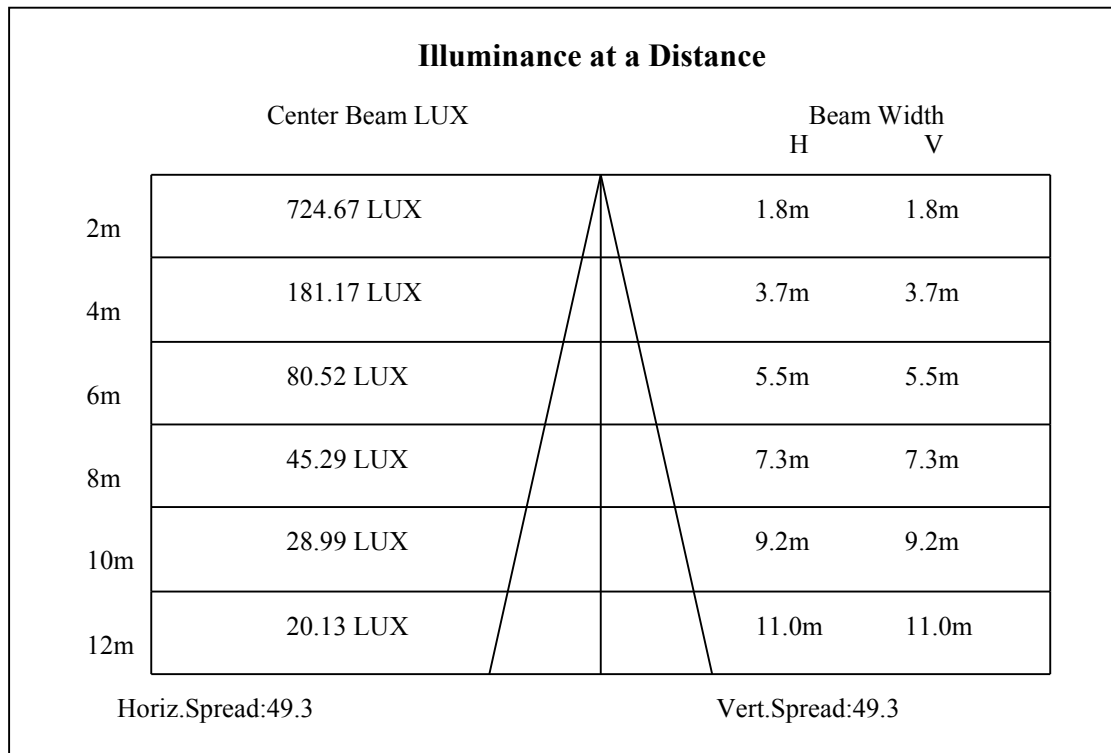 Illuminance at a Distance
Center Beam LUX Beam Width
H V
2m 724.67 LUX 1.8m 1.8m
4m 181.17 LUX 3.7m 3.7m
6m 80.52 LUX 5.5m 5.5m
8m 45.29 LUX 7.3m 7.3m
10m 28.99 LUX 9.2m 9.2m
12m 20.13 LUX 11.0m 11.0m
Horiz.Spread:49.3 Vert.Spread:49.3